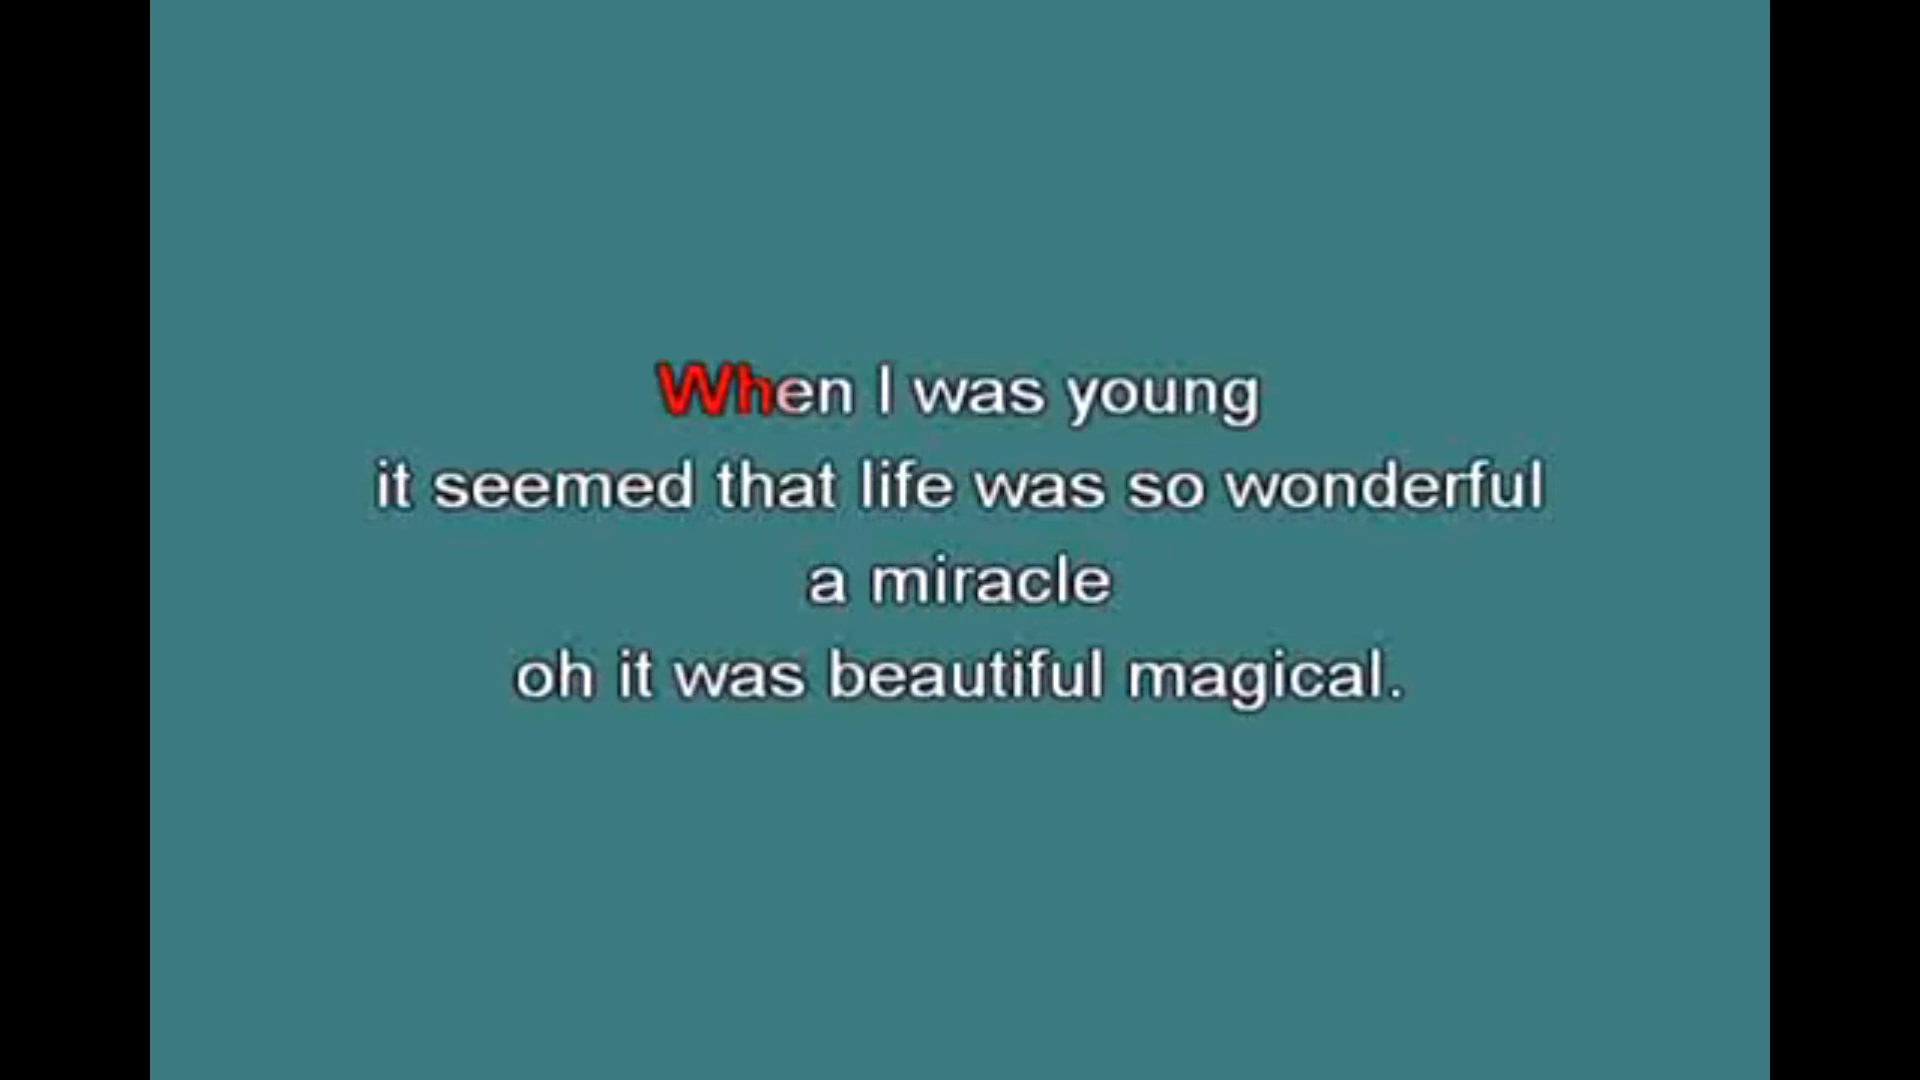 When I was young
it seemed that life was so wonderful
a miracle
oh it was beautiful magical.